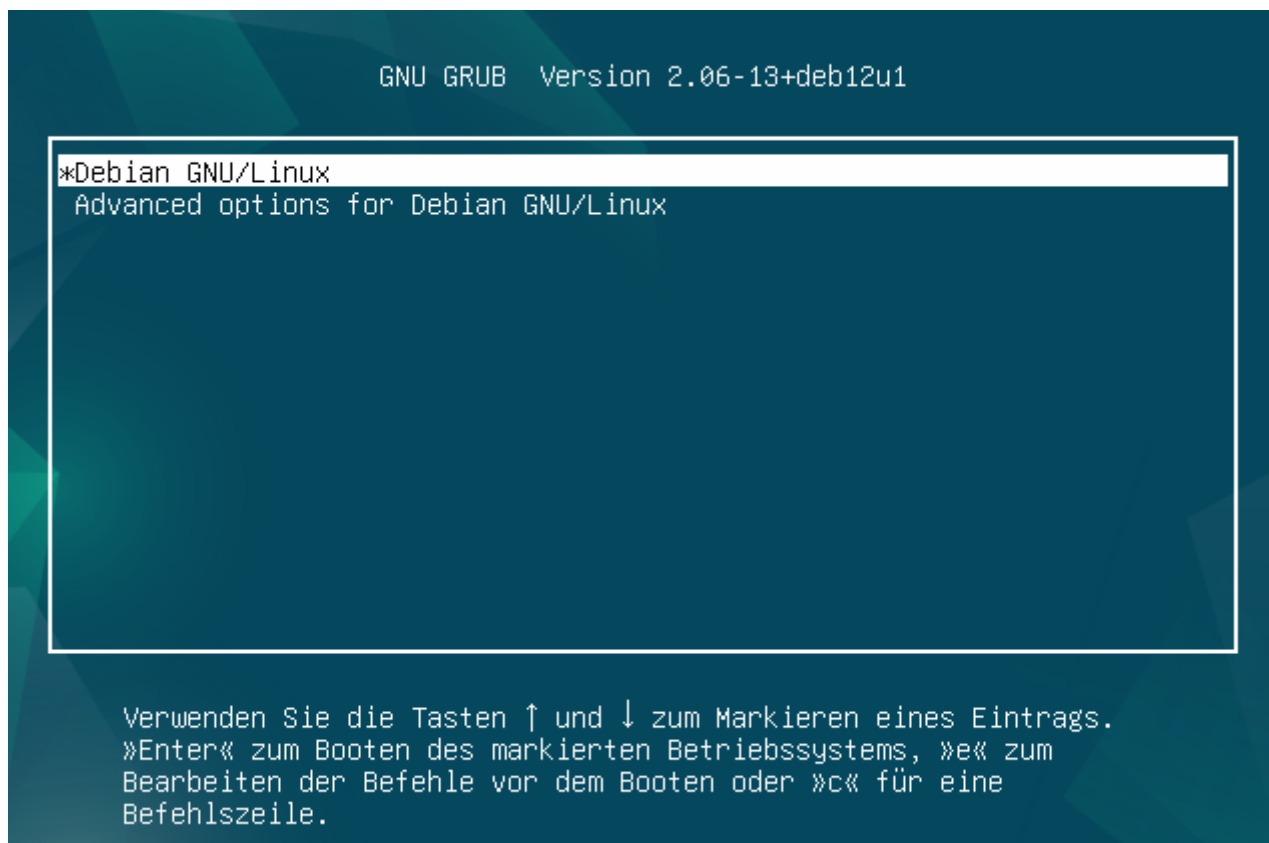 GNU GRUB  Version 2.06-13+deb12u1
*Debian GNU/Linux
Advanced options for Debian GNU/Linux
Verwenden Sie die Tasten ↑ und ↓ zum Markieren eines Eintrags.
»Enter« zum Booten des markierten Betriebssystems, »e« zum
Bearbeiten der Befehle vor dem Booten oder »c« für eine
Befehlszeile.